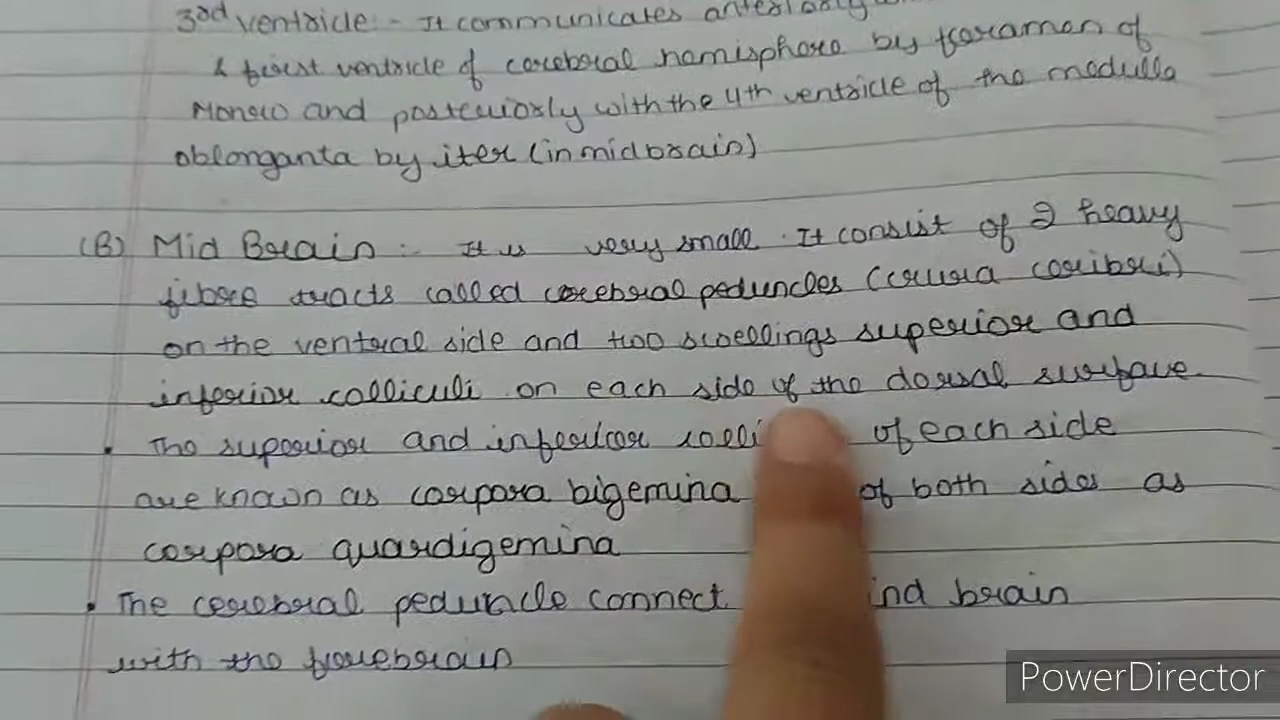 3rd ventricle :- It communicates anteriorly
& first ventricle of cerebral hemisphere by foramen of
Monro and posteriorly with the 4th ventricle of the medulla
oblonganta by iter (in midbrain)
(B) Mid Brain :- It is very small. It consist of 2 heavy
fibre tracts called cerebral peduncles (crura ceribri)
on the ventral side and two swellings superior and
inferior colliculi on each side of the dorsal surface.
• The superior and inferior colli of each side
are known as corpora bigemina of both sides as
corpora quardigemina
• The cerebral peduncle connect ind brain
with the forebrain
PowerDirector